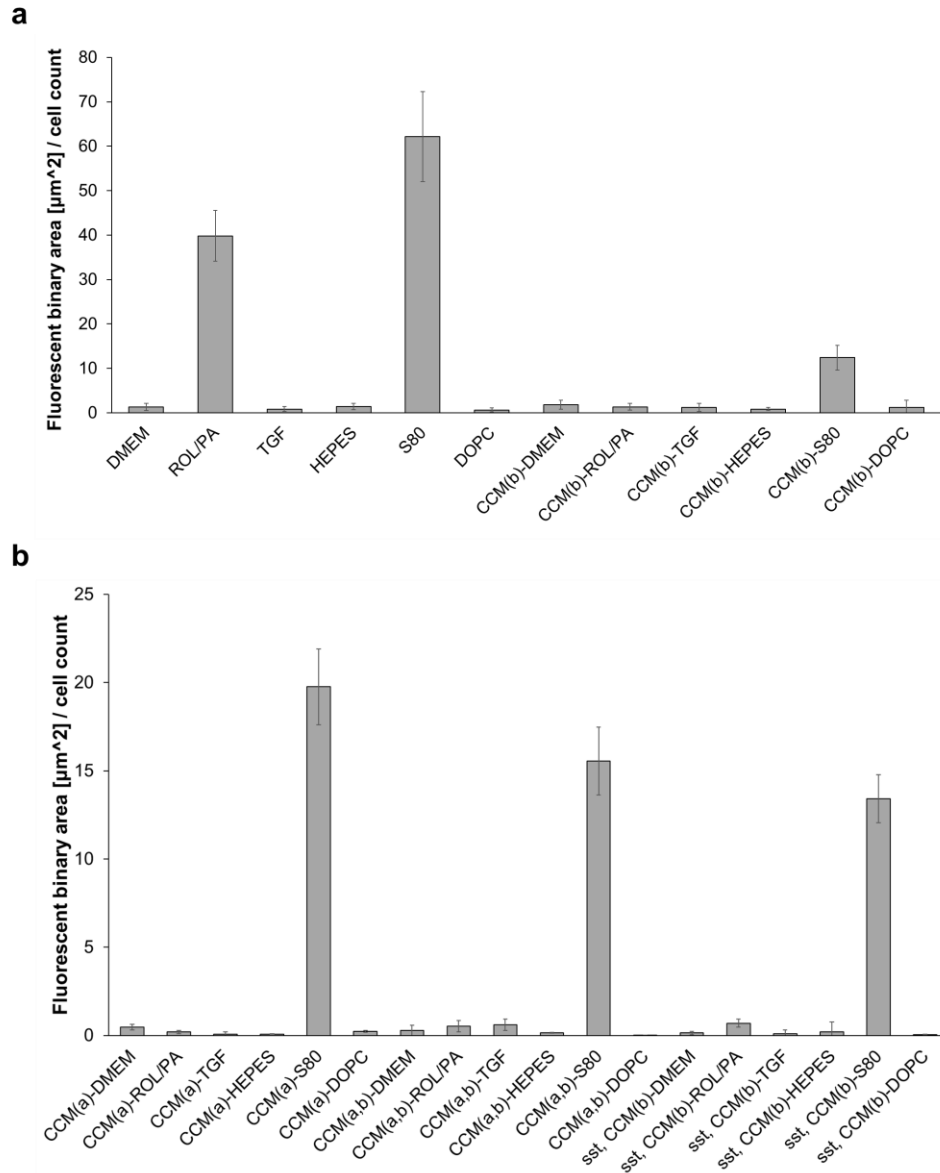 a
Fluorescent binary area [µm^2] / cell count
80
70
60
50
40
30
20
10
0
DMEM
ROL/PA
TGF
HEPES
S80
DOPC
CCM(b)-DMEM
CCM(b)-ROL/PA
CCM(b)-TGF
CCM(b)-HEPES
CCM(b)-S80
CCM(b)-DOPC
b
Fluorescent binary area [µm^2] / cell count
25
20
15
10
5
0
CCM(a)-DMEM
CCM(a)-ROL/PA
CCM(a)-TGF
CCM(a)-HEPES
CCM(a)-S80
CCM(a)-DOPC
CCM(a,b)-DMEM
CCM(a,b)-ROL/PA
CCM(a,b)-TGF
CCM(a,b)-HEPES
CCM(a,b)-S80
CCM(a,b)-DOPC
sst, CCM(b)-DMEM
sst, CCM(b)-ROL/PA
sst, CCM(b)-TGF
sst, CCM(b)-HEPES
sst, CCM(b)-S80
sst, CCM(b)-DOPC